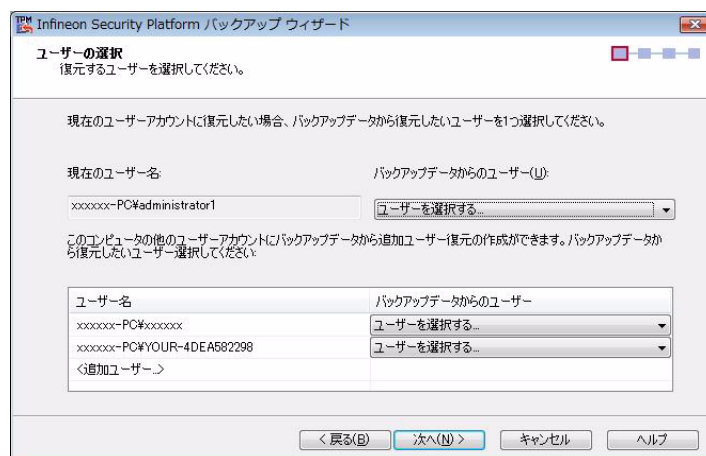 TPM
Infineon Security Platform バックアップ ウィザード
ユーザーの選択
復元するユーザーを選択してください。
現在のユーザーアカウントに復元したい場合、バックアップデータから復元したいユーザーを1つ選択してください。
現在のユーザー名:
バックアップデータからのユーザー(U):
xxxxxx-PC¥administrator1
ユーザーを選択する...
このコンピュータの他のユーザーアカウントにバックアップデータから追加ユーザー復元の作成ができます。バックアップデータか
ら復元したいユーザー選択してください:
ユーザー名
バックアップデータからのユーザー
xxxxxx-PC¥xxxxxx
ユーザーを選択する...
xxxxxx-PC¥YOUR-4DEA582298
ユーザーを選択する...
<追加ユーザー...>
< 戻る(B)
次へ(N) >
キャンセル
ヘルプ